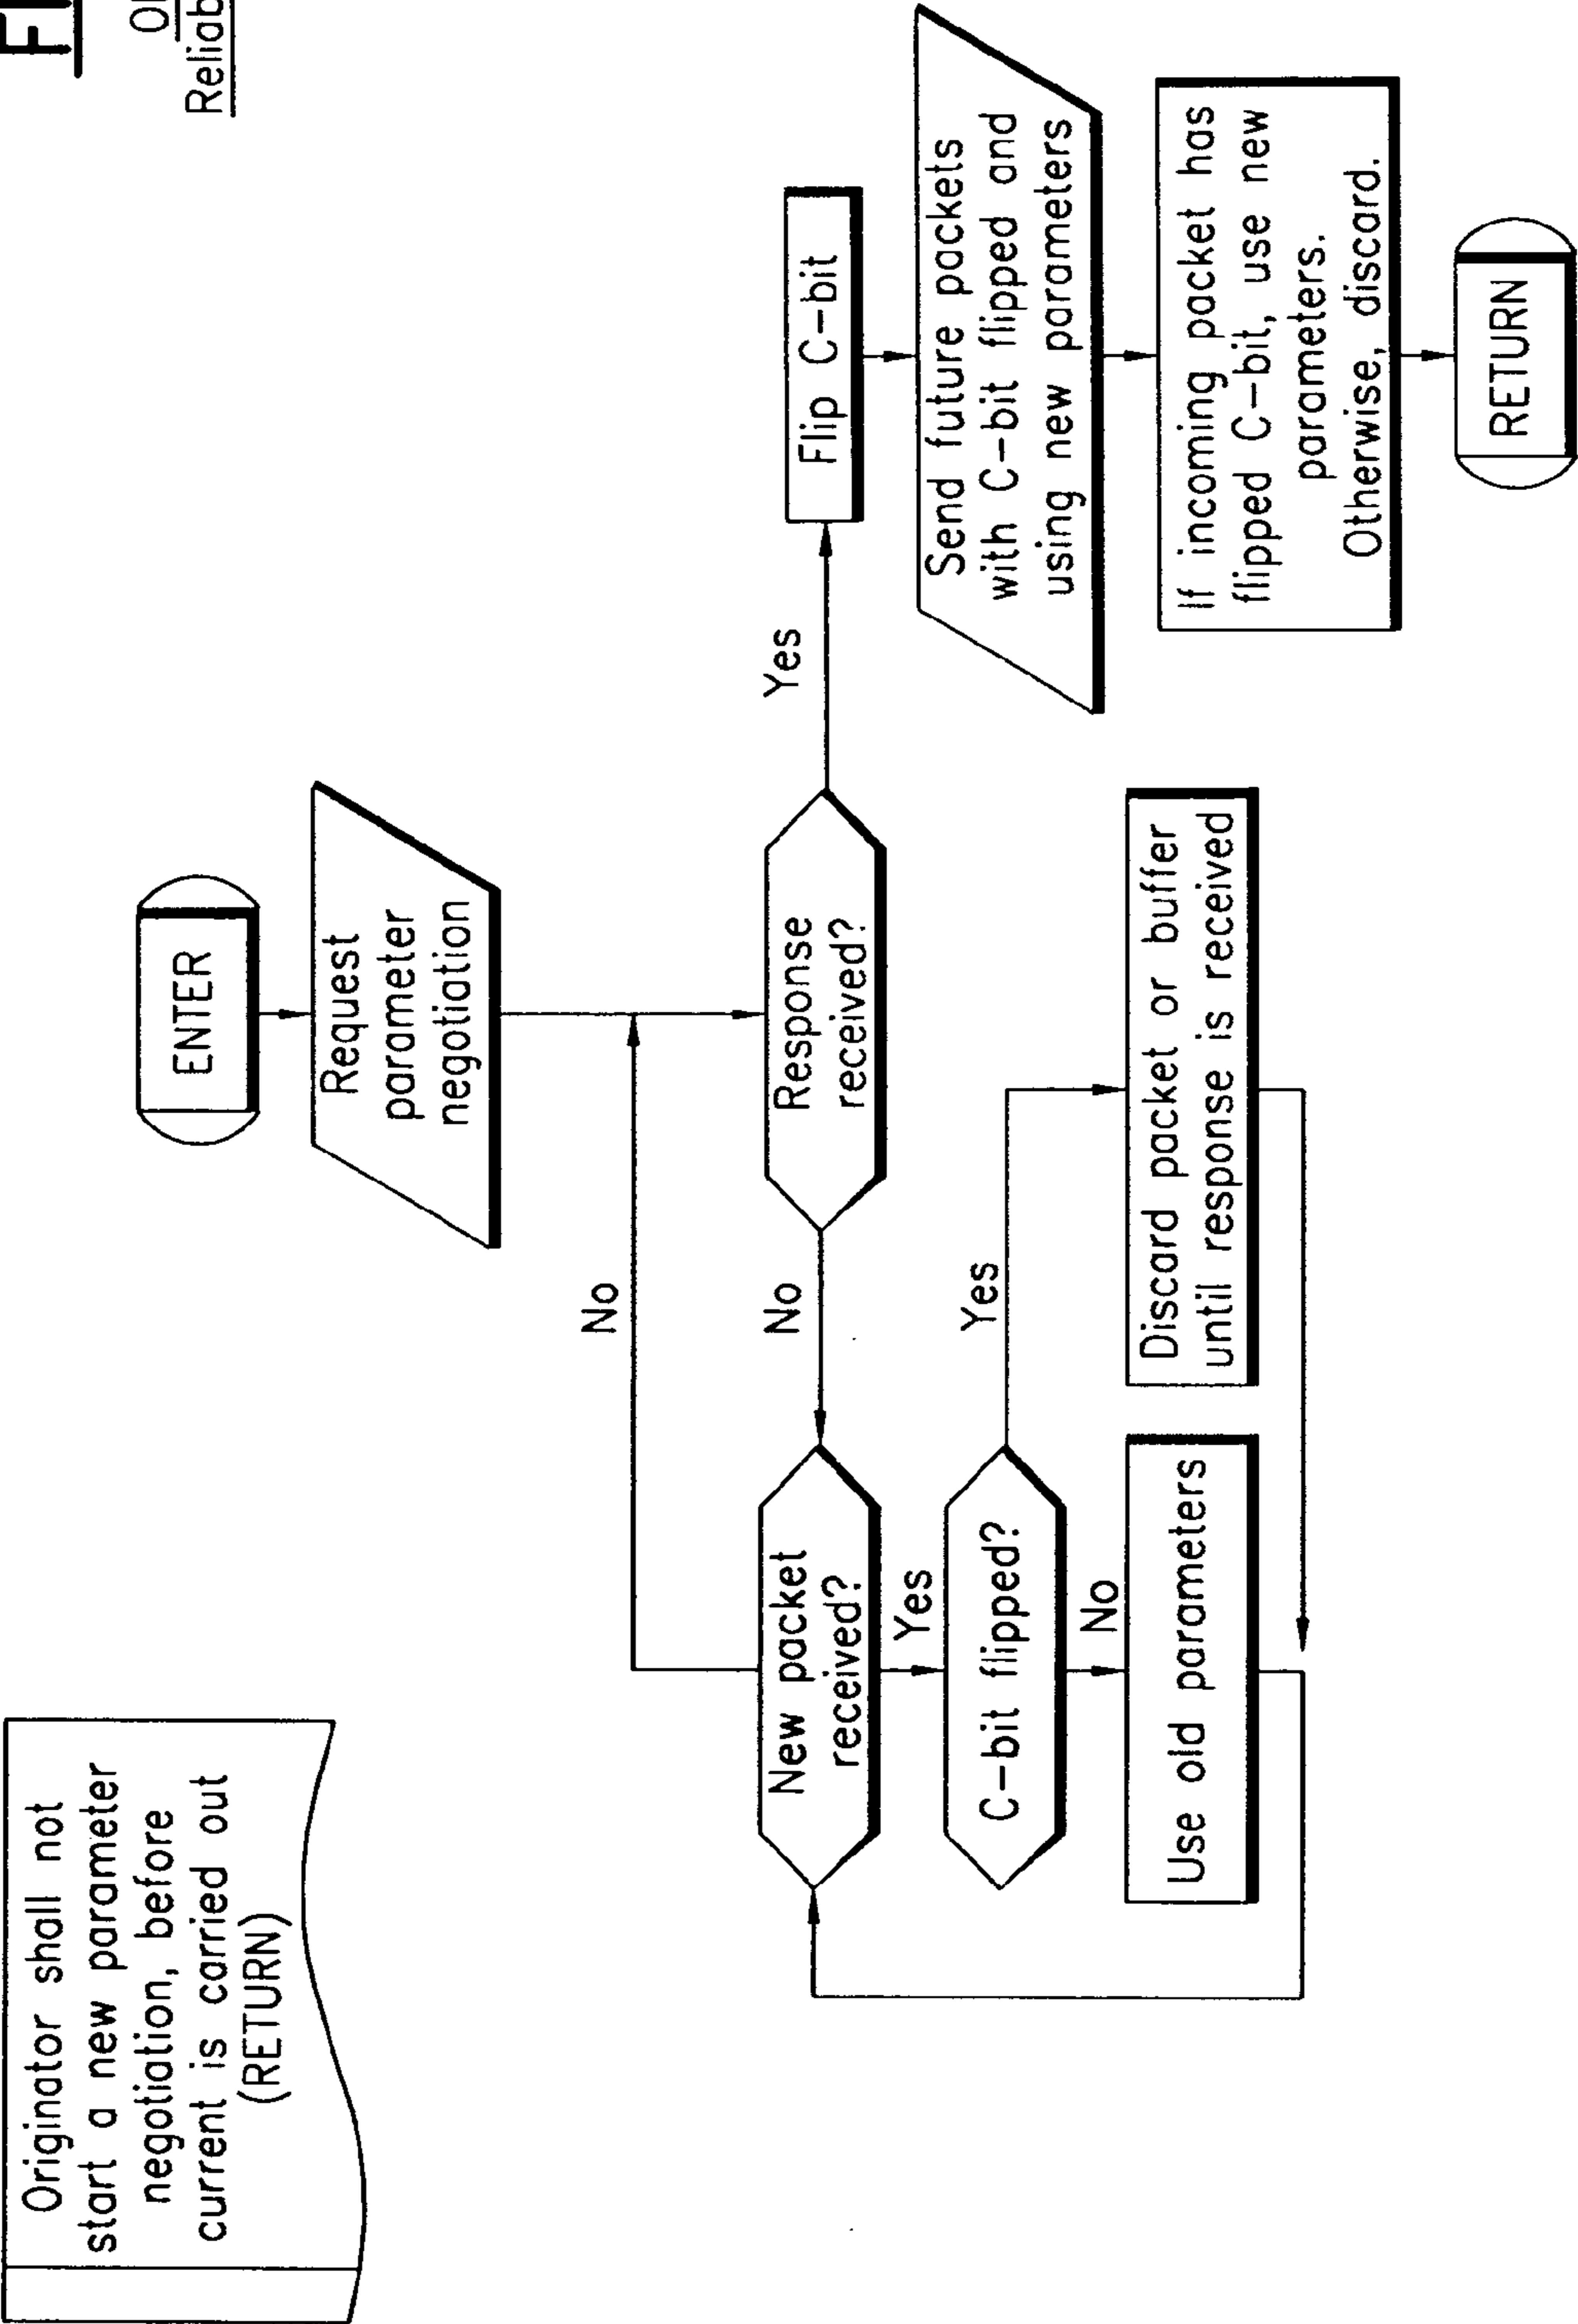 Originator shall not
start a new parameter
negotiation, before
current is carried out
(RETURN)
ENTER
Request
parameter
negotiation
No
Response
received?
No
Yes
New packet
received?
Yes
C-bit flipped?
Yes
No
Use old parameters
Discard packet or buffer
until response is received
Flip C-bit
Send future packets
with C-bit flipped and
using new parameters
If incoming packet has
flipped C-bit, use new
parameters.
Otherwise, discard.
RETURN